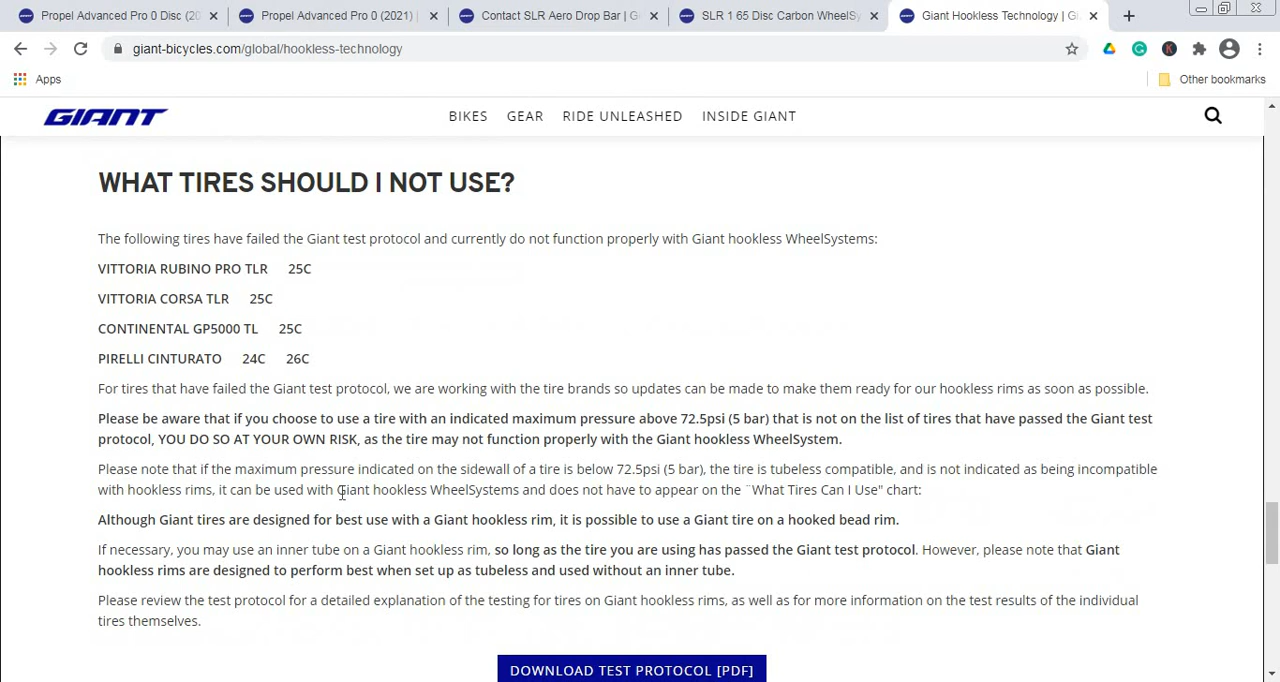 Propel Advanced Pro 0 Disc (20
Propel Advanced Pro 0 (2021) |
Contact SLR Aero Drop Bar | G
SLR 1 65 Disc Carbon WheelSy
Giant Hookless Technology | G
giant-bicycles.com/global/hookless-technology
Apps
Other bookmarks
GIANT
BIKES GEAR RIDE UNLEASHED INSIDE GIANT
WHAT TIRES SHOULD I NOT USE?
The following tires have failed the Giant test protocol and currently do not function properly with Giant hookless WheelSystems:
VITTORIA RUBINO PRO TLR 25C
VITTORIA CORSA TLR 25C
CONTINENTAL GP5000 TL 25C
PIRELLI CINTURATO 24C 26C
For tires that have failed the Giant test protocol, we are working with the tire brands so updates can be made to make them ready for our hookless rims as soon as possible.
Please be aware that if you choose to use a tire with an indicated maximum pressure above 72.5psi (5 bar) that is not on the list of tires that have passed the Giant test
protocol, YOU DO SO AT YOUR OWN RISK, as the tire may not function properly with the Giant hookless WheelSystem.
Please note that if the maximum pressure indicated on the sidewall of a tire is below 72.5psi (5 bar), the tire is tubeless compatible, and is not indicated as being incompatible
with hookless rims, it can be used with Giant hookless WheelSystems and does not have to appear on the ¨What Tires Can I Use" chart:
Although Giant tires are designed for best use with a Giant hookless rim, it is possible to use a Giant tire on a hooked bead rim.
If necessary, you may use an inner tube on a Giant hookless rim, so long as the tire you are using has passed the Giant test protocol. However, please note that Giant
hookless rims are designed to perform best when set up as tubeless and used without an inner tube.
Please review the test protocol for a detailed explanation of the testing for tires on Giant hookless rims, as well as for more information on the test results of the individual
tires themselves.
DOWNLOAD TEST PROTOCOL [PDF]